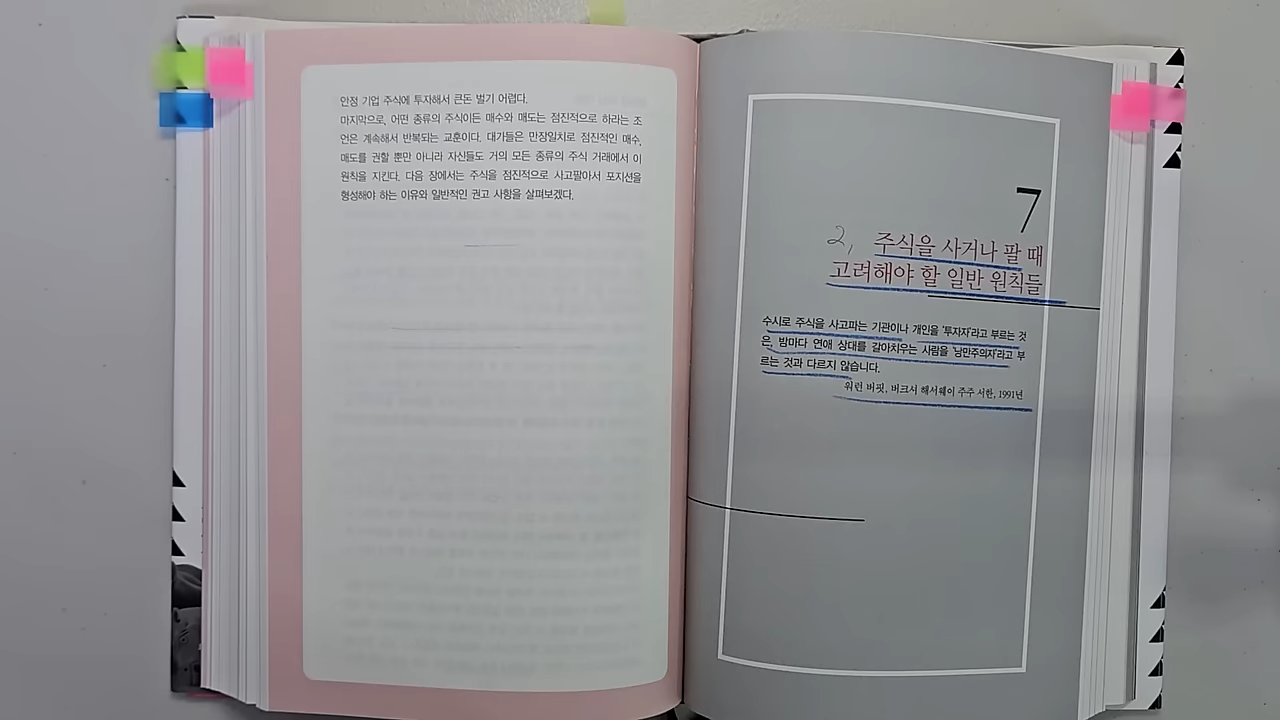 안정 기업 주식에 투자해서 큰돈 벌기 어렵다.
마지막으로, 어떤 종류의 주식이든 매수와 매도는 점진적으로 하라는 조
언은 계속해서 반복되는 교훈이다. 대가들은 만장일치로 점진적인 매수,
매도를 권할 뿐만 아니라 자신들도 거의 모든 종류의 주식 거래에서 이
원칙을 지킨다. 다음 장에서는 주식을 점진적으로 사고팔아서 포지션을
형성해야 하는 이유와 일반적인 권고 사항을 살펴보겠다.
7
2, 주식을 사거나 팔 때
고려해야 할 일반 원칙들
수시로 주식을 사고파는 기관이나 개인을 '투자자'라고 부르는 것
은, 밤마다 연애 상대를 갈아치우는 사람을 '낭만주의자'라고 부
르는 것과 다르지 않습니다.
워런 버핏, 버크셔 해서웨이 주주 서한, 1991년